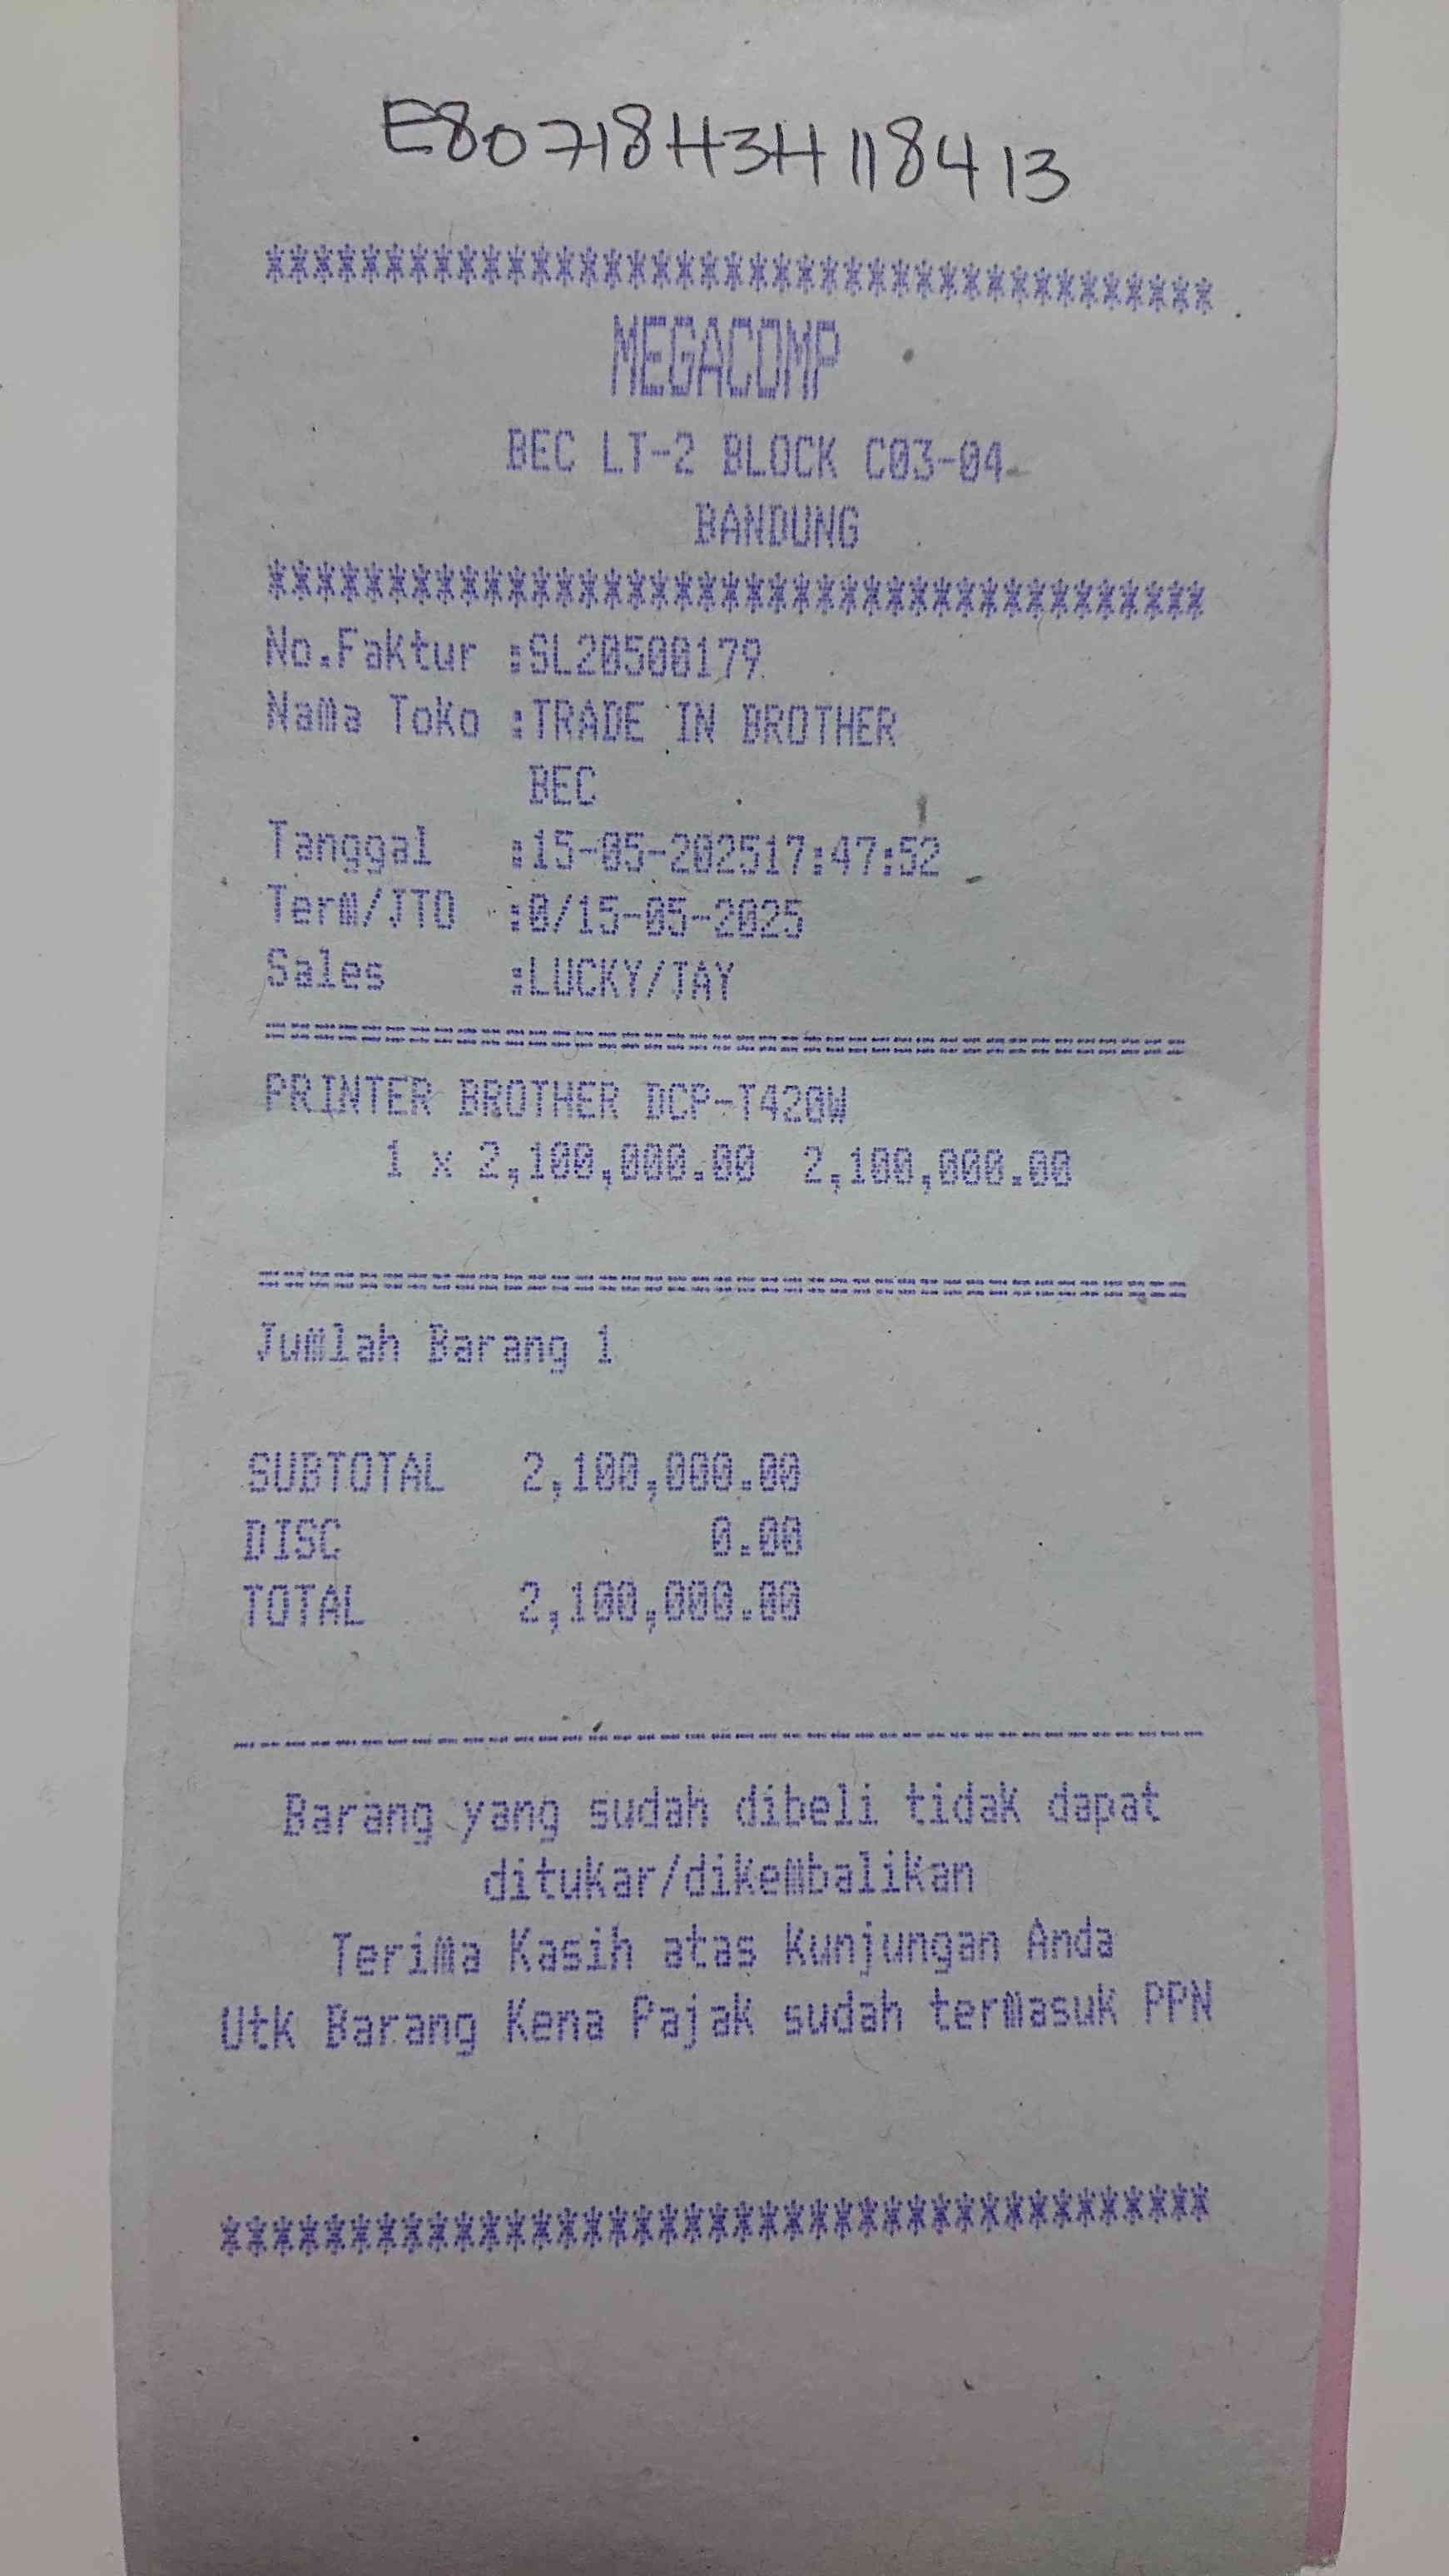 E80718H3H118413
****************************************
MEGACOMP
BEC LT-2 BLOCK C03-04
BANDUNG
***************************************
No.Faktur :SL20500179
Nama Toko :TRADE IN BROTHER
BEC
Tanggal :15-05-202517:47:52
Term/JTO :0/15-05-2025
Sales :LUCKY/JAY
=======================================
PRINTER BROTHER DCP-T420W
1 x 2,100,000.00 2,100,000.00
=======================================
Jumlah Barang 1
SUBTOTAL 2,100,000.00
DISC 0.00
TOTAL 2,100,000.00
---------------------------------------
Barang yang sudah dibeli tidak dapat
ditukar/dikembalikan
Terima Kasih atas Kunjungan Anda
Utk Barang Kena Pajak sudah termasuk PPN
***************************************